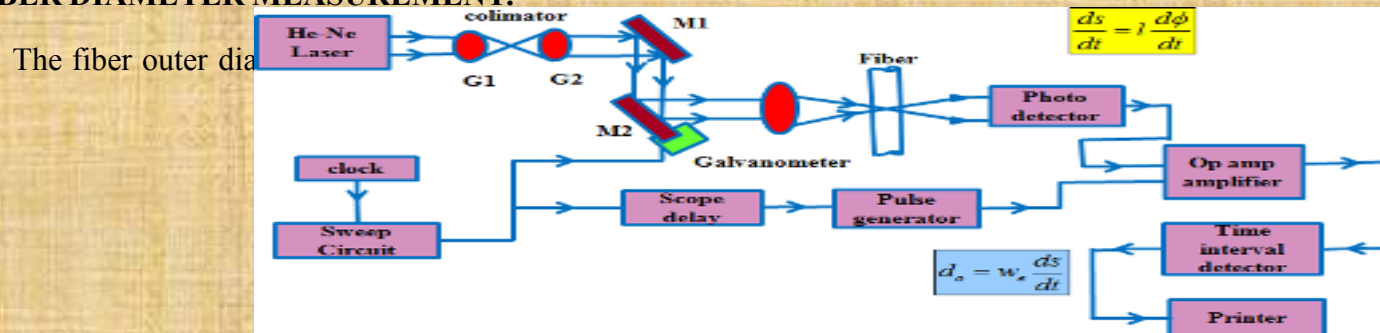 BER DIAMETER MEASUREMENT:
The fiber outer dia
colimator
He-Ne
Laser
G1
G2
M1
M2
Galvanometer
Fiber
ds/dt = l dϕ/dt
Photo
detector
clock
Sweep
Circuit
Scope
delay
Pulse
generator
Op amp
amplifier
Time
interval
detector
dₒ = wₑ ds/dt
Printer